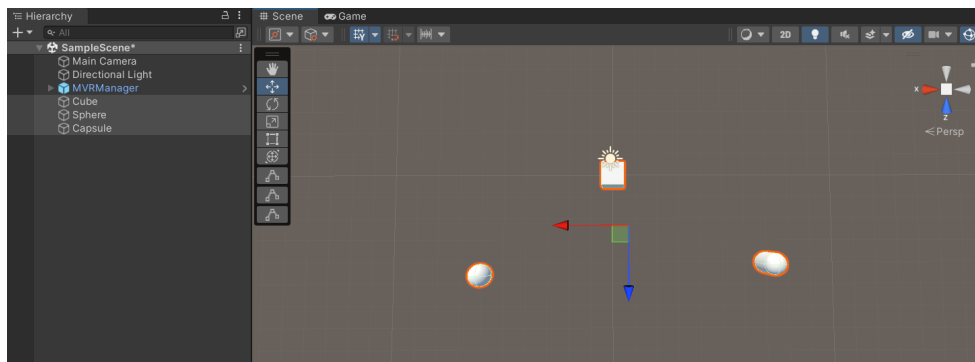 Hierarchy
All
SampleScene*
Main Camera
Directional Light
MVRManager
Cube
Sphere
Capsule
Scene
Game
2D
x
z
Persp